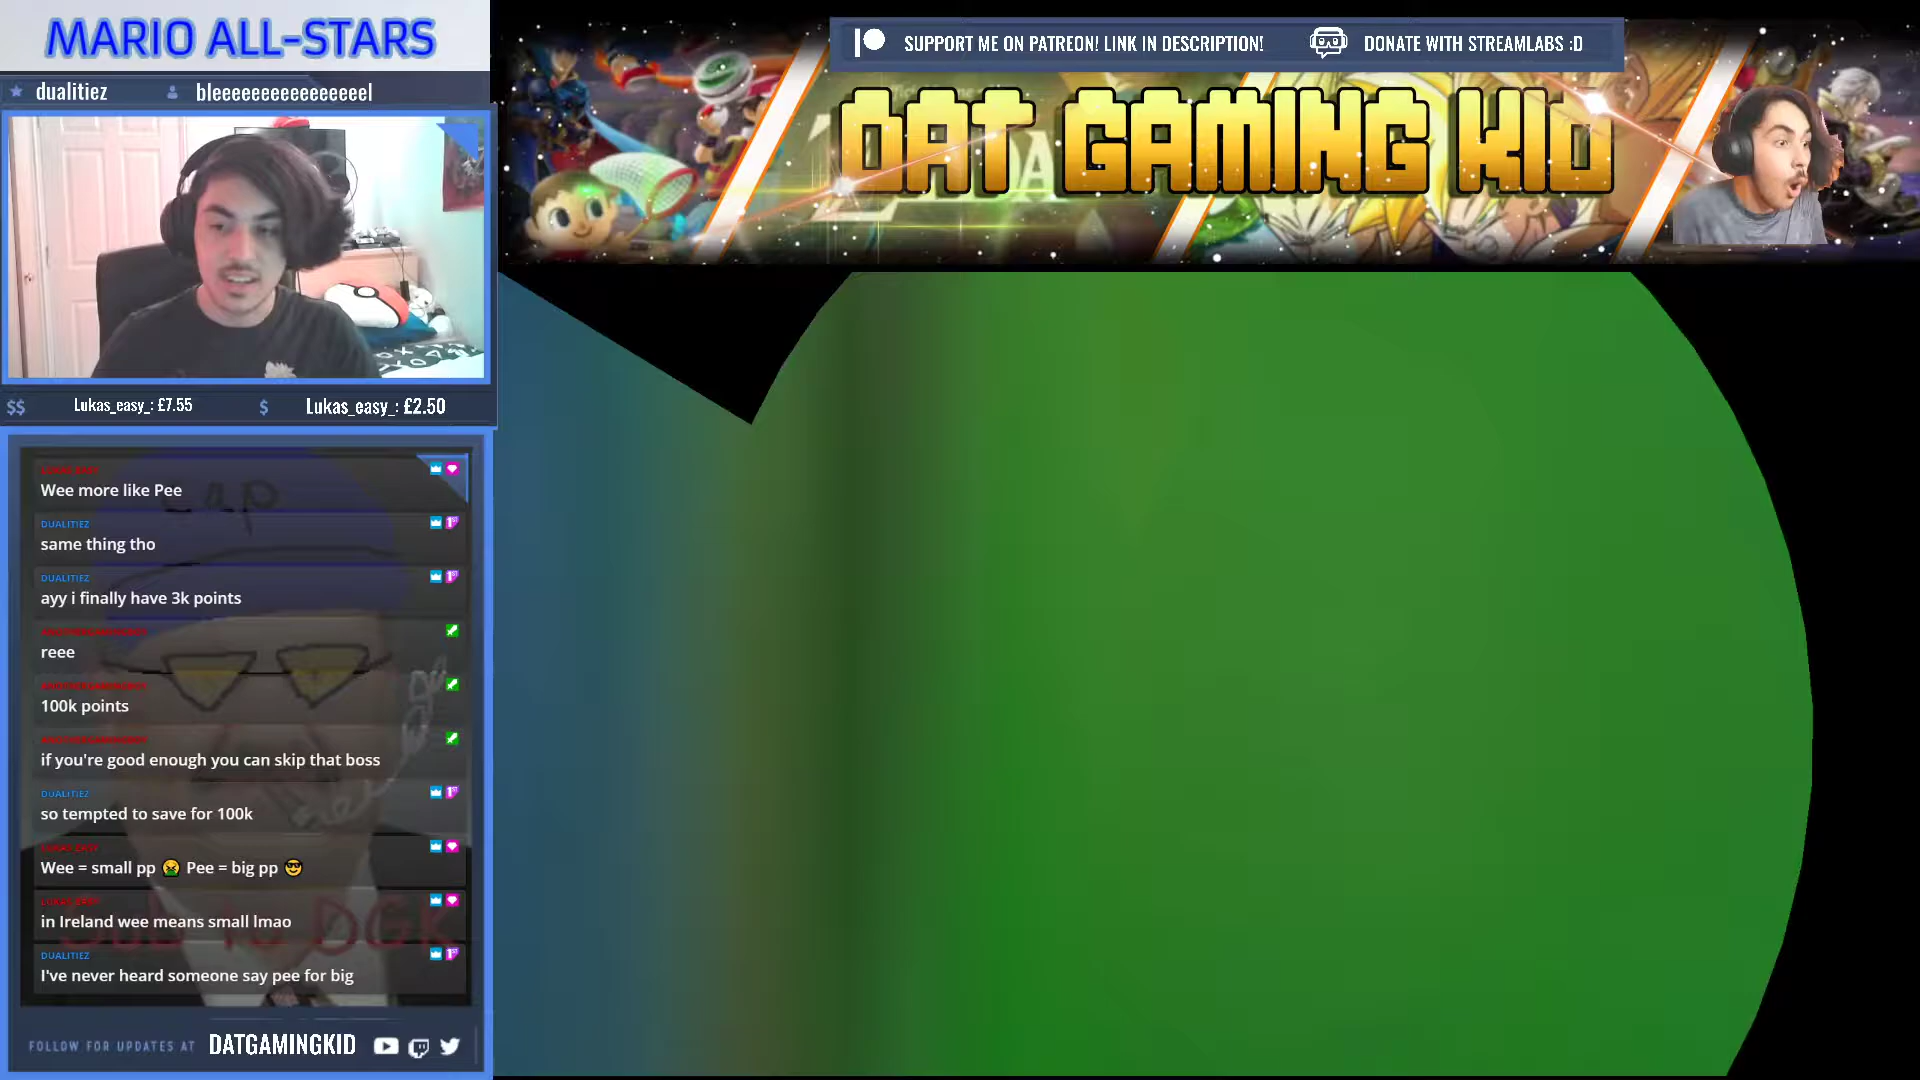 MARIO ALL-STARS
SUPPORT ME ON PATREON! LINK IN DESCRIPTION!
DONATE WITH STREAMLABS :D
dualitiez
bleeeeeeeeeeeeeeeel
DAT GAMING KID
$$
Lukas_easy_: £7.55
$
Lukas_easy_: £2.50
Wee more like Pee
DUALITIEZ
same thing tho
DUALITIEZ
ayy i finally have 3k points
reee
100k points
if you're good enough you can skip that boss
DUALITIEZ
so tempted to save for 100k
LUKAS_EASY_
Wee = small pp 🤮 Pee = big pp 😎
LUKAS_EASY_
in Ireland wee means small lmao
DUALITIEZ
I've never heard someone say pee for big
FOLLOW FOR UPDATES AT
DATGAMINGKID